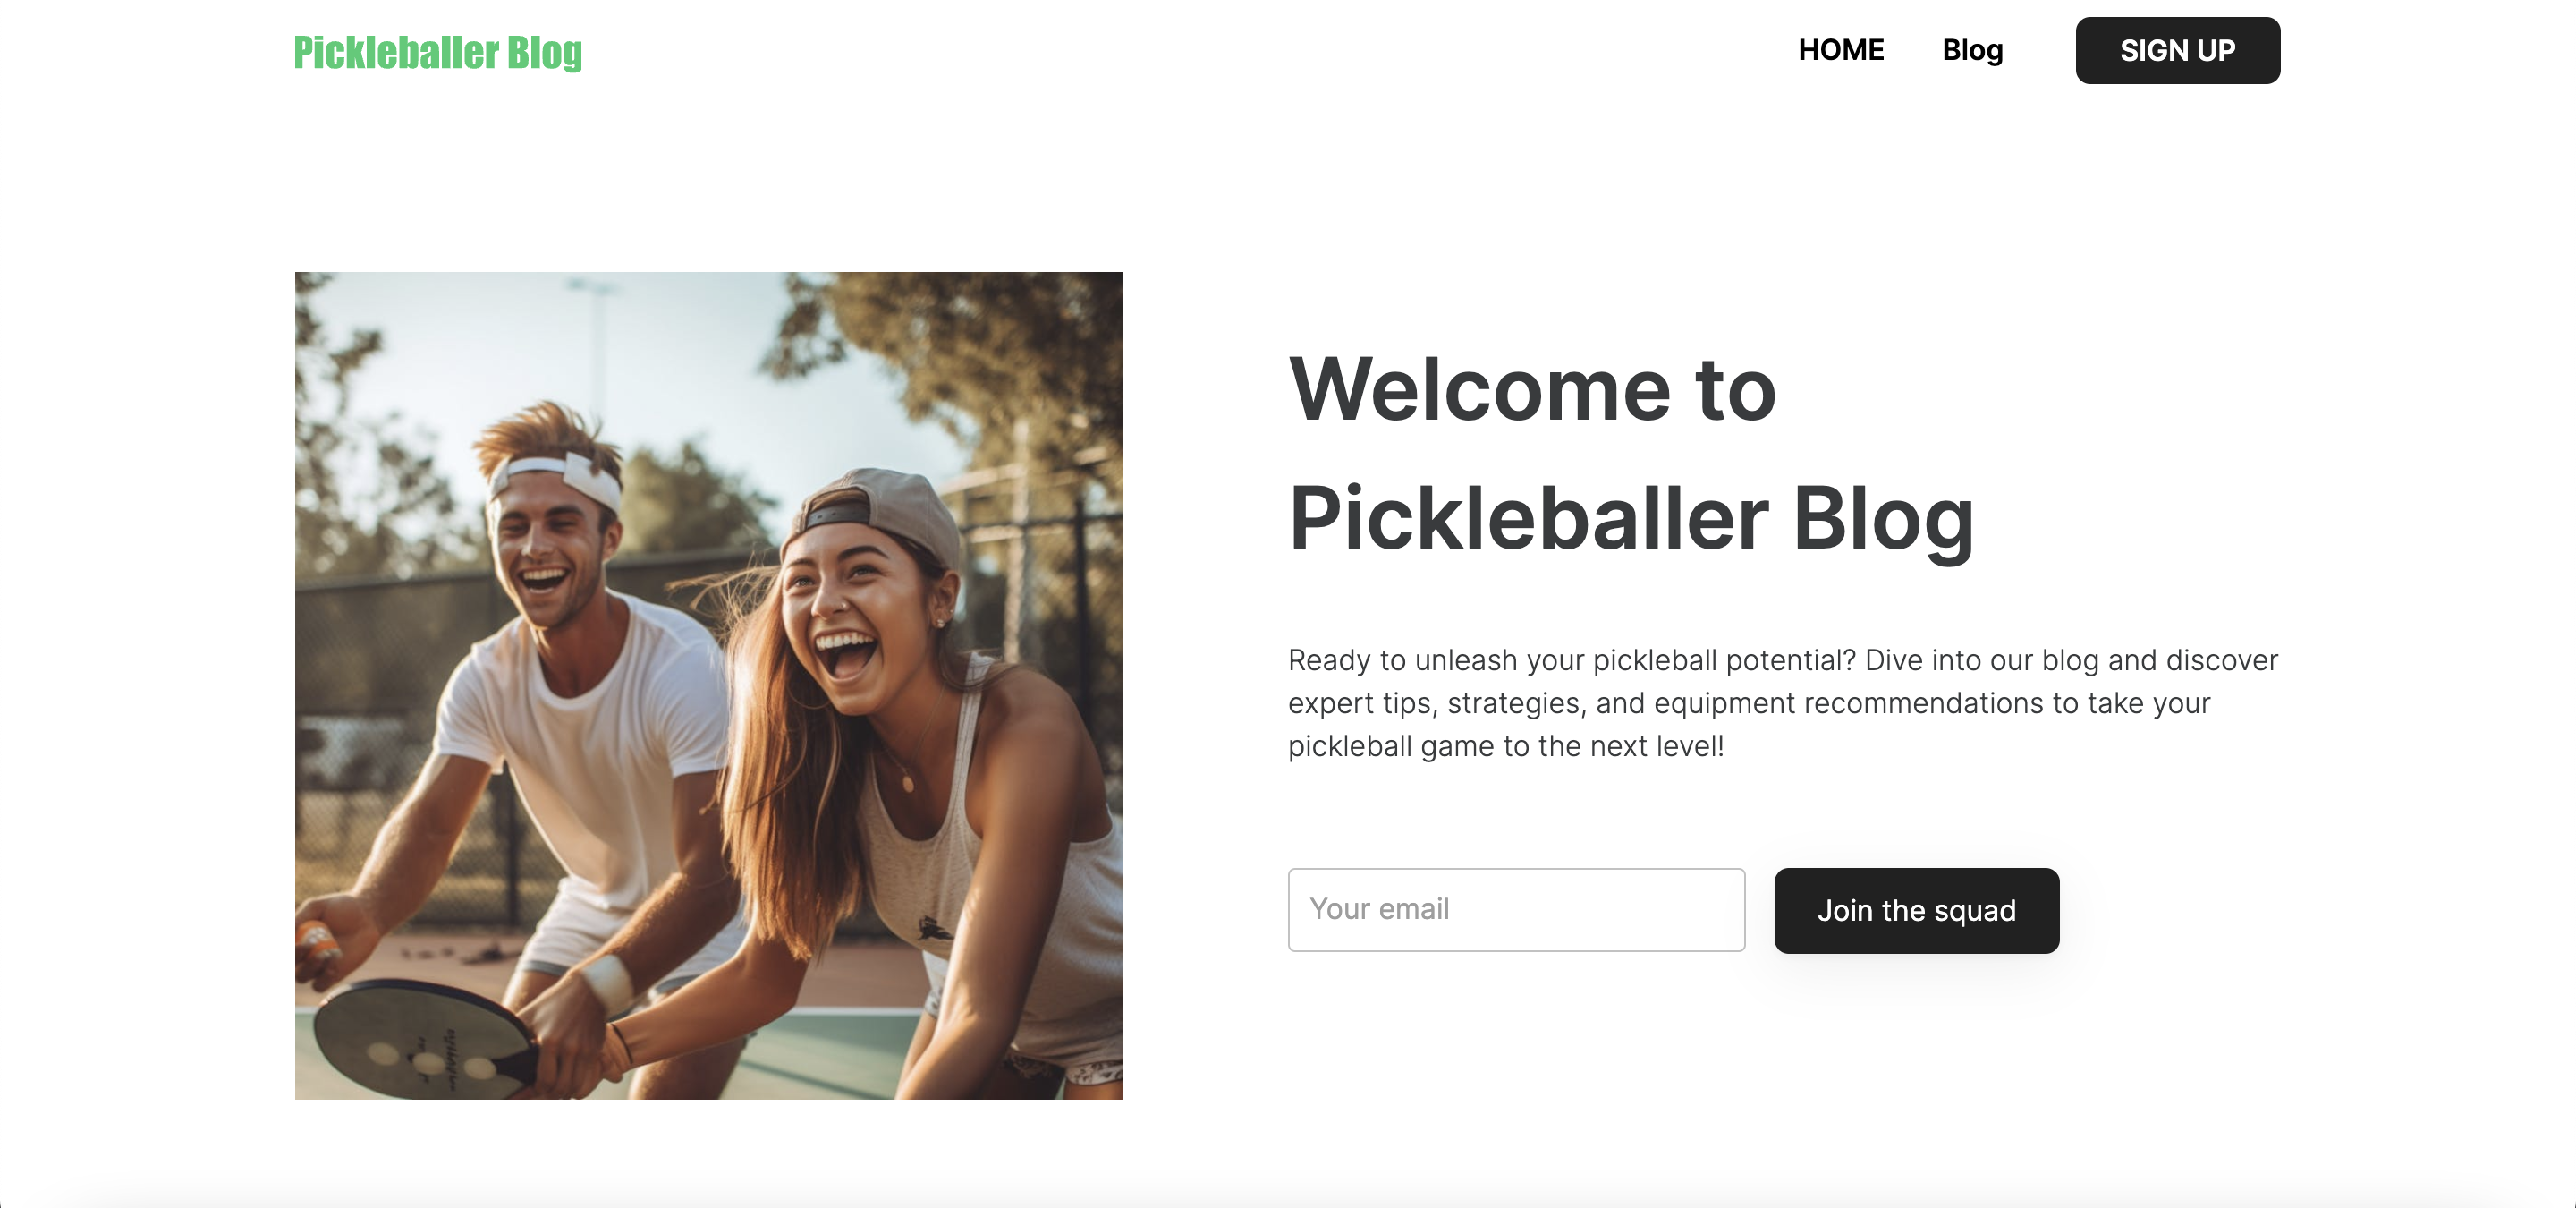 Pickleballer Blog
HOME
Blog
SIGN UP
Welcome to
Pickleballer Blog
Ready to unleash your pickleball potential? Dive into our blog and discover
expert tips, strategies, and equipment recommendations to take your
pickleball game to the next level!
Your email
Join the squad